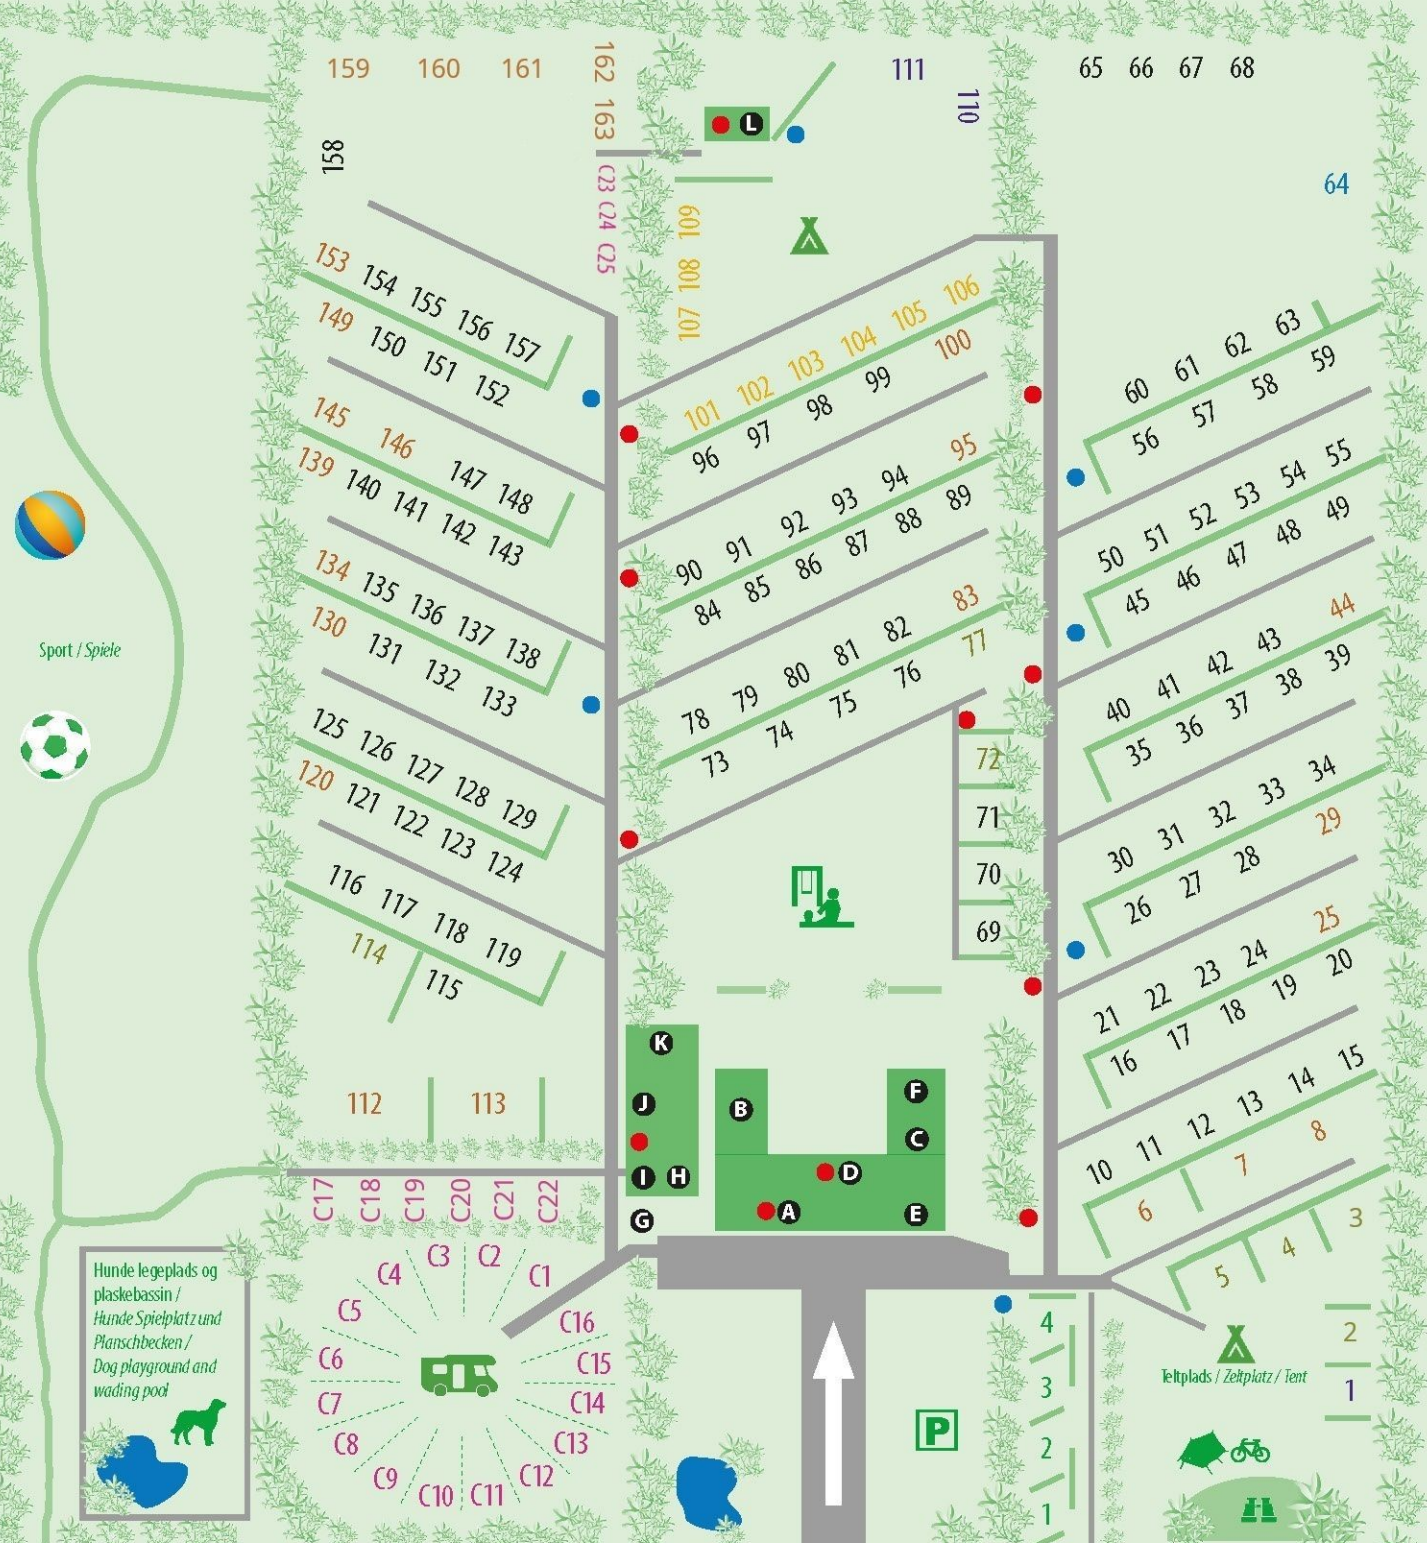 159 160 161
162
163
111
110
65 66 67 68
L
158
64
C23 C24 C25
109
108
107
153 154 155 156 157
149 150 151 152
145 146 147 148
139 140 141 142 143
134 135 136 137 138
130 131 132 133
125 126 127 128 129
120 121 122 123 124
116 117 118 119
114 115
112 113
101 102 103 104 105 106
96 97 98 99 100
90 91 92 93 94 95
84 85 86 87 88 89
78 79 80 81 82 83
73 74 75 76 77
72
71
70
69
60 61 62 63
56 57 58 59
50 51 52 53 54 55
45 46 47 48 49
40 41 42 43 44
35 36 37 38 39
30 31 32 33 34
26 27 28 29
21 22 23 24 25
16 17 18 19 20
10 11 12 13 14 15
6 7 8
5 4 3
2
1
Sport / Spiele
K
J
I H
G
B
F
C
D
A
E
C17 C18 C19 C20 C21 C22
C1
C2
C3
C4
C5
C6
C7
C8
C9
C10
C11
C12
C13
C14
C15
C16
Hunde legeplads og
plaskebassin /
Hunde Spielplatz und
Planschbecken /
Dog playground and
wading pool
P
4
3
2
1
Teltplads / Zeltplatz / Tent